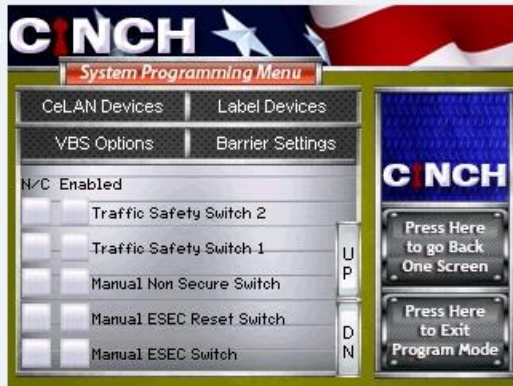 CINCH
System Programming Menu
CeLAN Devices
Label Devices
VBS Options
Barrier Settings
N/C Enabled
Traffic Safety Switch 2
Traffic Safety Switch 1
Manual Non Secure Switch
Manual ESEC Reset Switch
Manual ESEC Switch
UP
DN
CINCH
Press Here
to go Back
One Screen
Press Here
to Exit
Program Mode